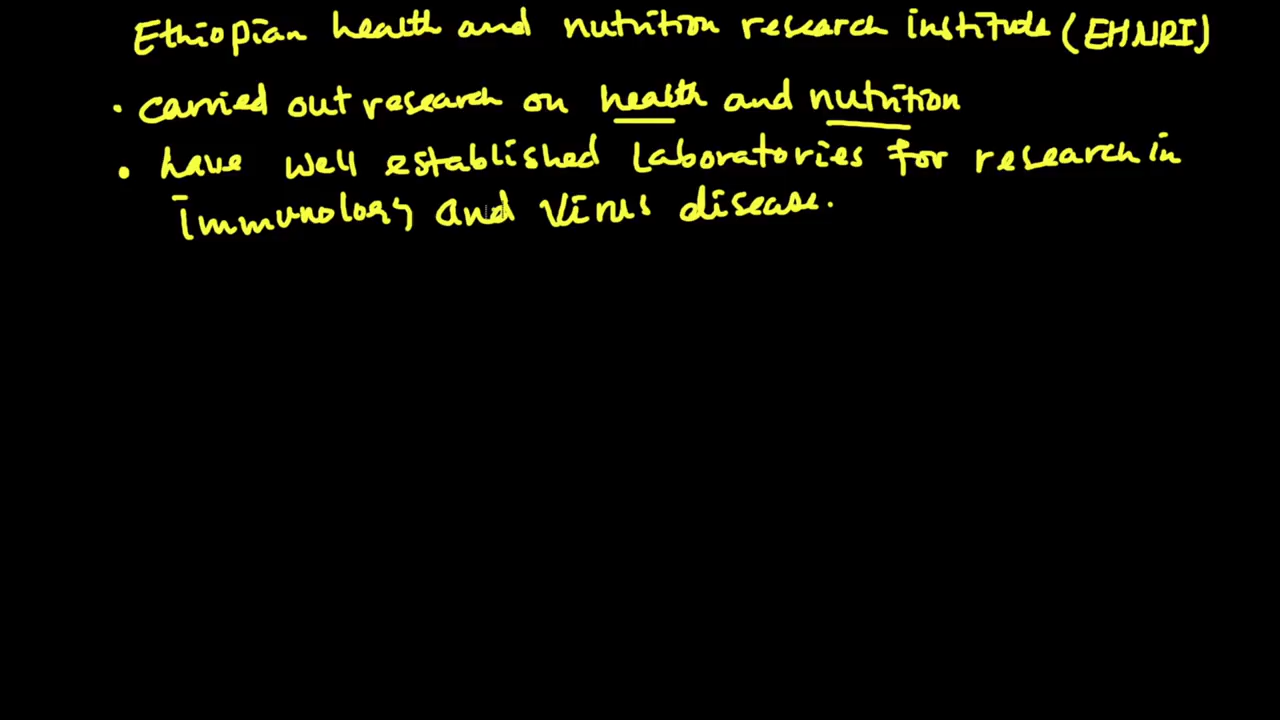 Ethiopian health and nutrition research institute (EHNRI)
• carried out research on health and nutrition
• have well established laboratories for research in
immunology and virus disease.